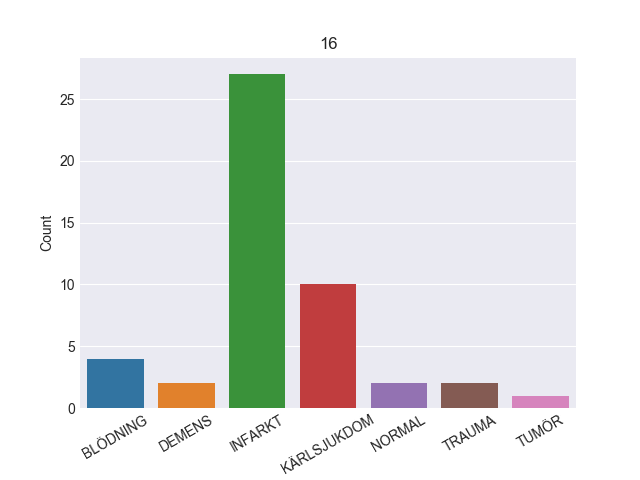 16
Count
25
20
15
10
5
0
BLÖDNING
DEMENS
INFARKT
KÄRLSJUKDOM
NORMAL
TRAUMA
TUMÖR